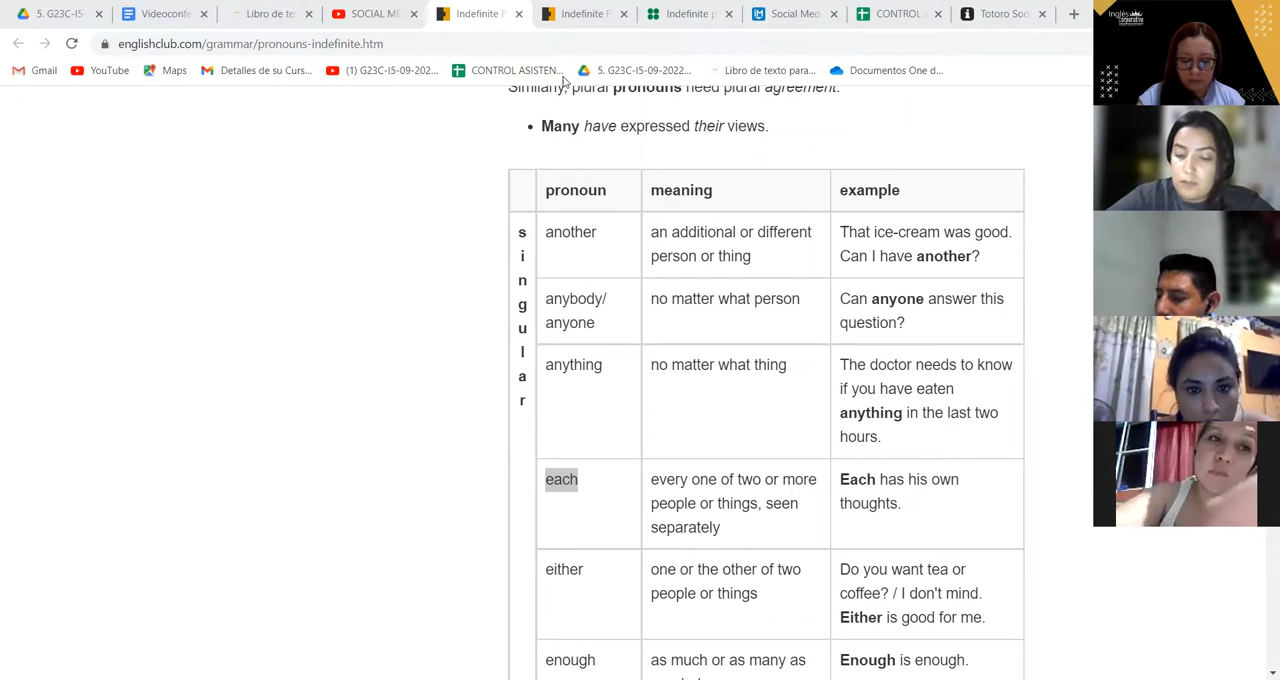 5. G23C-I5-
Videoconfe
Libro de te
SOCIAL ME
Indefinite P
Indefinite P
Indefinite p
Social Med
CONTROL A
Totoro Soo
englishclub.com/grammar/pronouns-indefinite.htm
Gmail
YouTube
Maps
Detalles de su Curs...
(1) G23C-I5-09-202...
CONTROL ASISTEN...
5. G23C-I5-09-2022...
Libro de texto para...
Documentos One d...
Inglés
Corporativo
Similarly, plural pronouns need plural agreement.
• Many have expressed their views.
pronoun meaning example
singular
another
an additional or different
person or thing
That ice-cream was good.
Can I have another?
anybody/
anyone
no matter what person
Can anyone answer this
question?
anything
no matter what thing
The doctor needs to know
if you have eaten
anything in the last two
hours.
each
every one of two or more
people or things, seen
separately
Each has his own
thoughts.
either
one or the other of two
people or things
Do you want tea or
coffee? / I don't mind.
Either is good for me.
enough
as much or as many as
Enough is enough.